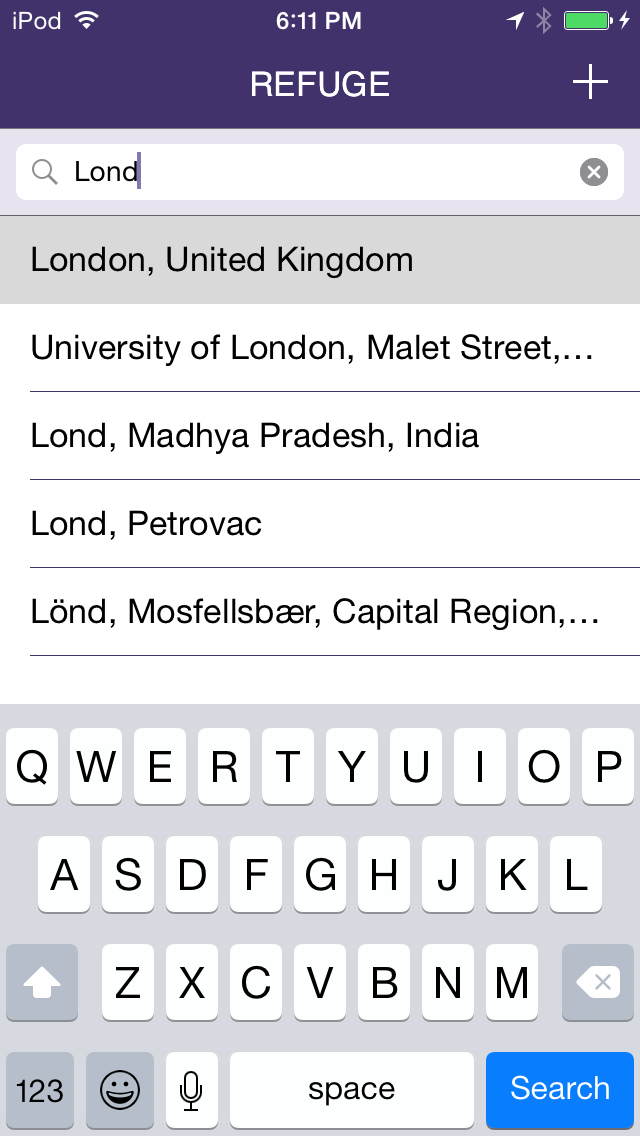 iPod 6:11 PM
REFUGE
Lond
London, United Kingdom
University of London, Malet Street,...
Lond, Madhya Pradesh, India
Lond, Petrovac
Lönd, Mosfellsbær, Capital Region,...
Q W E R T Y U I O P
A S D F G H J K L
Z X C V B N M
123 space Search